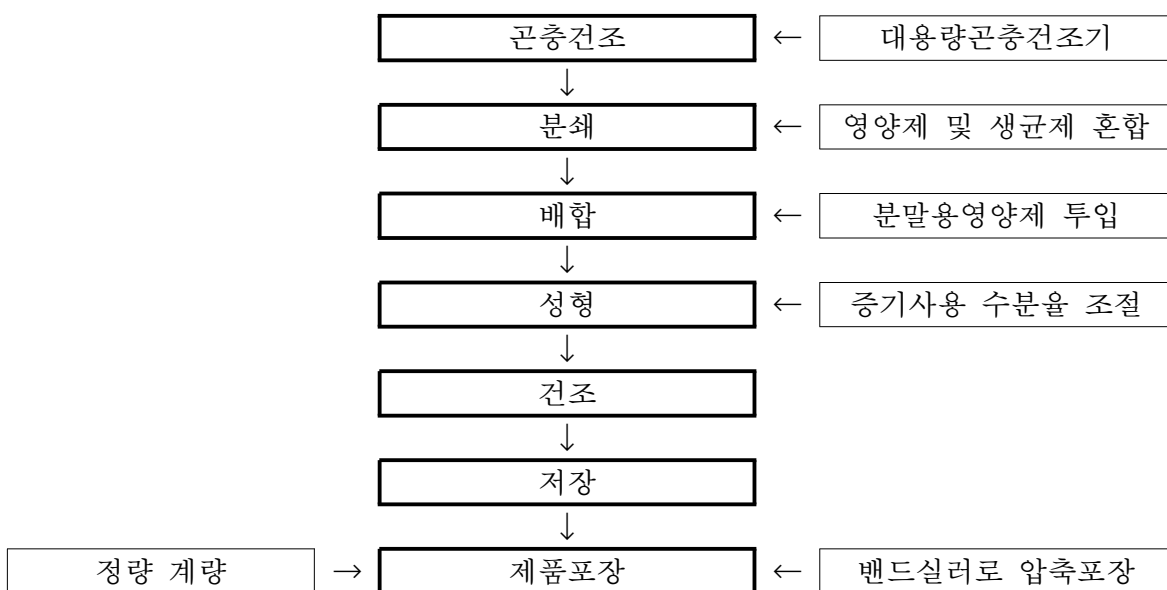 곤충건조 ← 대용량곤충건조기
↓
분쇄 ← 영양제 및 생균제 혼합
↓
배합 ← 분말용영양제 투입
↓
성형 ← 증기사용 수분율 조절
↓
건조
↓
저장
↓
정량 계량 → 제품포장 ← 밴드실러로 압축포장